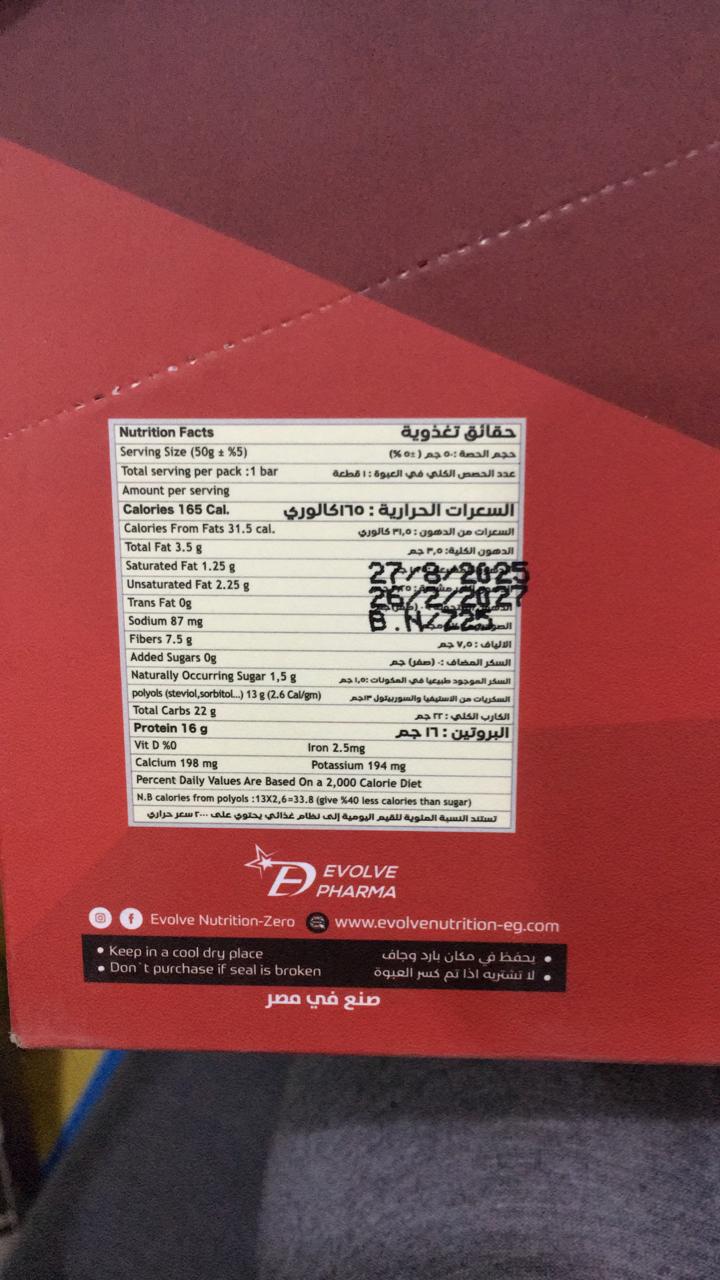 Nutrition Facts حقائق تغذوية
Serving Size (50g ± %5) حجم الحصة :٥٠ جم ( ±٥ %)
Total serving per pack :1 bar عدد الحصص الكلي في العبوة : ١ قطعة
Amount per serving
Calories 165 Cal. السعرات الحرارية : ١٦٥كالوري
Calories From Fats 31.5 cal. السعرات من الدهون : ٣١,٥ كالوري
Total Fat 3.5 g الدهون الكلية: ٣,٥ جم
Saturated Fat 1.25 g
27/8/2025
Unsaturated Fat 2.25 g
26/2/2027
Trans Fat 0g
Sodium 87 mg
B.N/225
Fibers 7.5 g الالياف : ٧,٥ جم
Added Sugars 0g السكر المضاف :٠ (صفر) جم
Naturally Occurring Sugar 1,5 g السكر الموجود طبيعيا في المكونات :١,٥ جم
polyols (steviol,sorbitol...) 13 g (2.6 Cal/gm) السكريات من الاستيفيا والسوربيتول ١٣جم
Total Carbs 22 g الكارب الكلي : ٢٢ جم
Protein 16 g البروتين : ١٦ جم
Vit D %0 Iron 2.5mg
Calcium 198 mg Potassium 194 mg
Percent Daily Values Are Based On a 2,000 Calorie Diet
N.B calories from polyols :13X2,6=33.8 (give %40 less calories than sugar)
تستند النسبة المئوية للقيم اليومية إلى نظام غذائي يحتوي على ٢٠٠٠ سعر حراري
EVOLVE
PHARMA
Evolve Nutrition-Zero www.evolvenutrition-eg.com
• Keep in a cool dry place • يحفظ في مكان بارد وجاف
• Don`t purchase if seal is broken • لا تشتريه اذا تم كسر العبوة
صنع في مصر